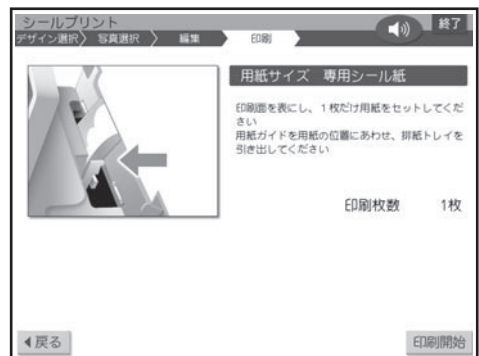 シールプリント
終了
デザイン選択〉 写真選択 〉 編集 印刷
用紙サイズ 専用シール紙
印刷面を表にし、1枚だけ用紙をセットしてくだ
さい
用紙ガイドを用紙の位置にあわせ、排紙トレイを
引き出してください
印刷枚数 1枚
戻る
印刷開始